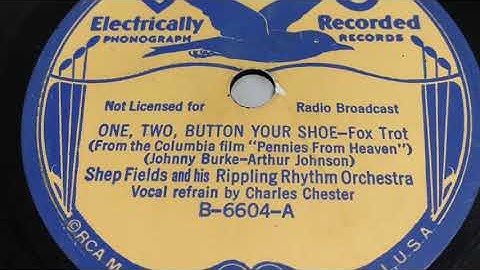 Electrically Recorded
PHONOGRAPH RECORDS
Not Licensed for Radio Broadcast
ONE, TWO, BUTTON YOUR SHOE—Fox Trot
(From the Columbia film "Pennies From Heaven")
(Johnny Burke-Arthur Johnson)
Shep Fields and his Rippling Rhythm Orchestra
Vocal refrain by Charles Chester
B-6604-A
©RCA M
U.S.A.